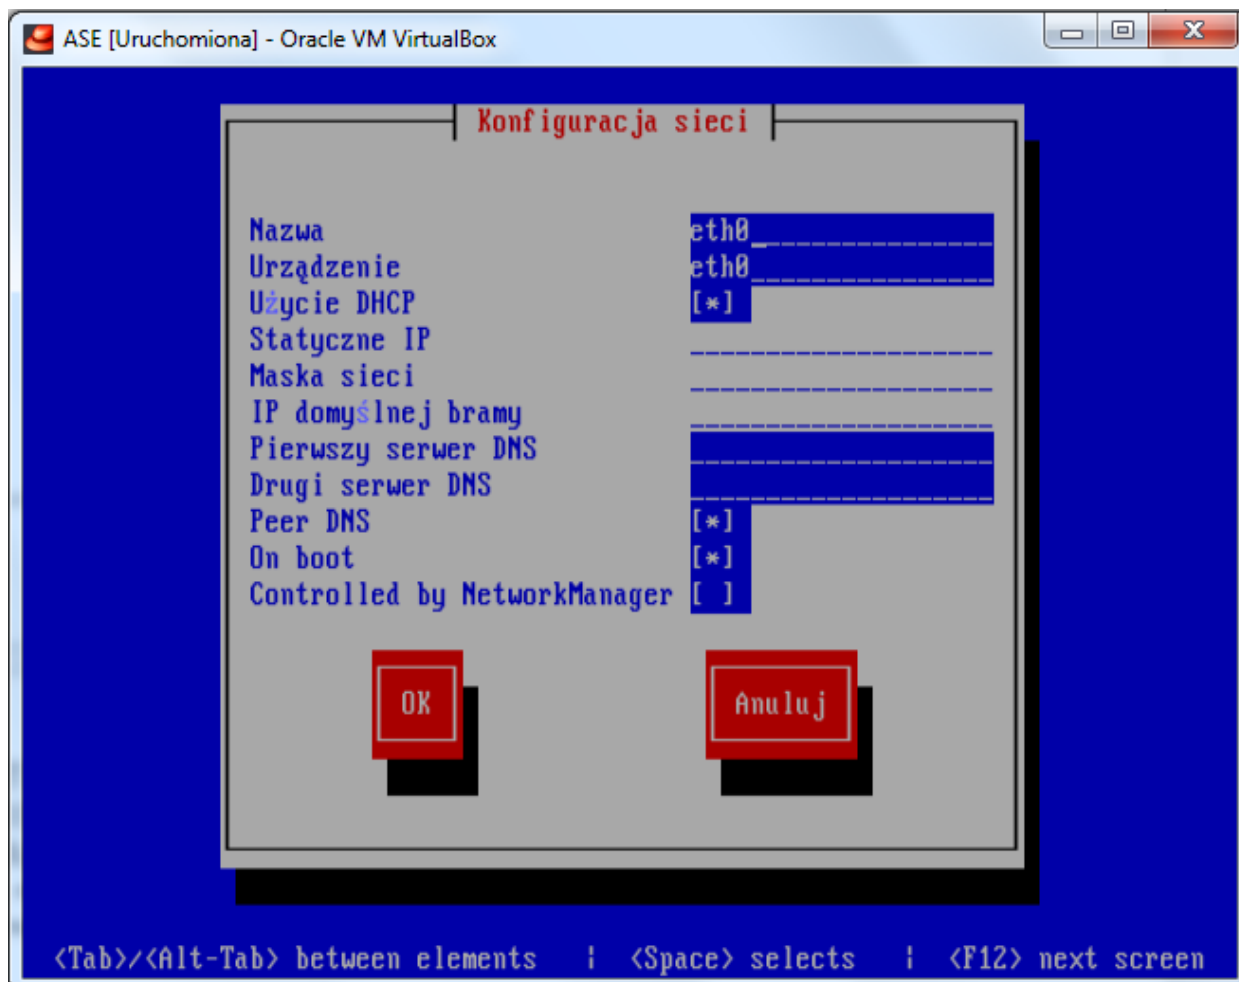 ASE [Uruchomiona] - Oracle VM VirtualBox
Konfiguracja sieci
Nazwa eth0_
Urządzenie eth0
Użycie DHCP [*]
Statyczne IP
Maska sieci
IP domyślnej bramy
Pierwszy serwer DNS
Drugi serwer DNS
Peer DNS [*]
On boot [*]
Controlled by NetworkManager [ ]
OK Anuluj
<Tab>/<Alt-Tab> between elements | <Space> selects | <F12> next screen